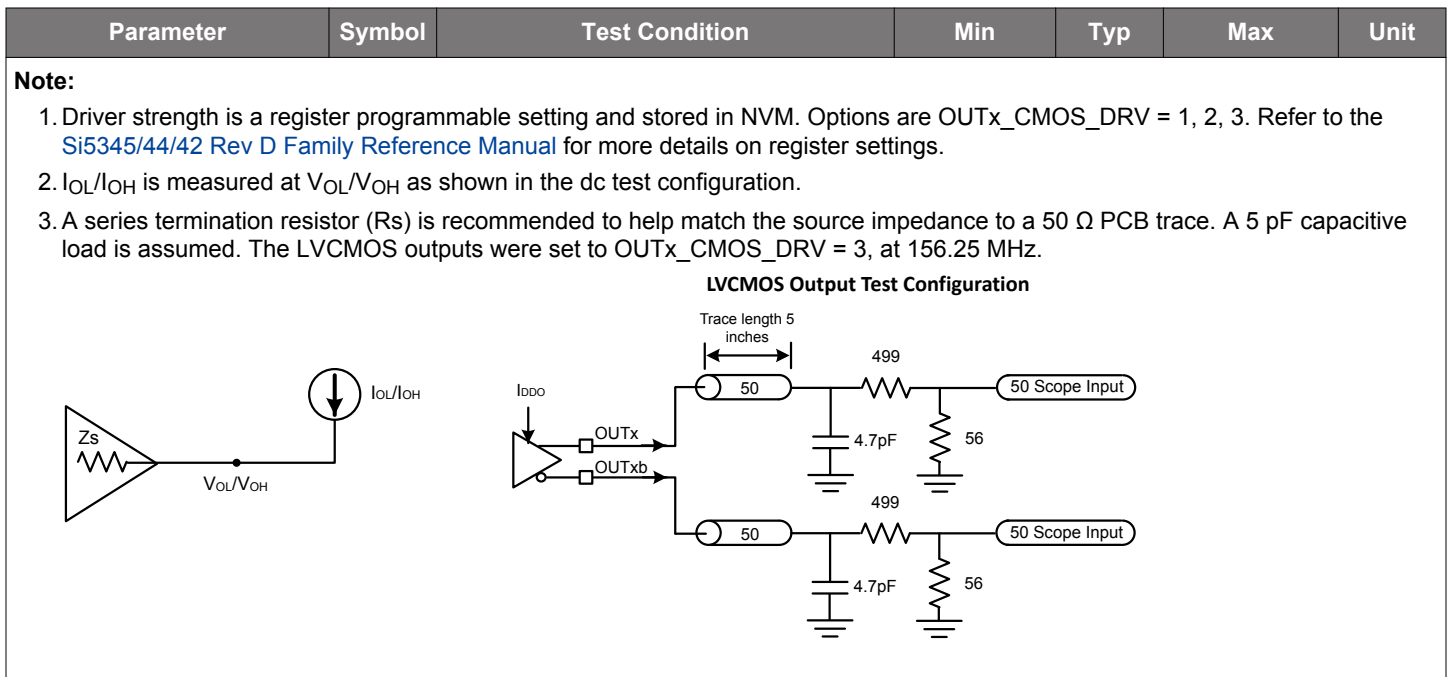 Parameter Symbol Test Condition Min Typ Max Unit
Note:
1. Driver strength is a register programmable setting and stored in NVM. Options are OUTx_CMOS_DRV = 1, 2, 3. Refer to the
Si5345/44/42 Rev D Family Reference Manual for more details on register settings.
2. IOL/IOH is measured at VOL/VOH as shown in the dc test configuration.
3. A series termination resistor (Rs) is recommended to help match the source impedance to a 50 Ω PCB trace. A 5 pF capacitive
load is assumed. The LVCMOS outputs were set to OUTx_CMOS_DRV = 3, at 156.25 MHz.
LVCMOS Output Test Configuration
Trace length 5
inches
499
IOL/IOH
IDDO
50
50 Scope Input
Zs
OUTx
4.7pF
56
VOL/VOH
OUTxb
499
50
50 Scope Input
4.7pF
56